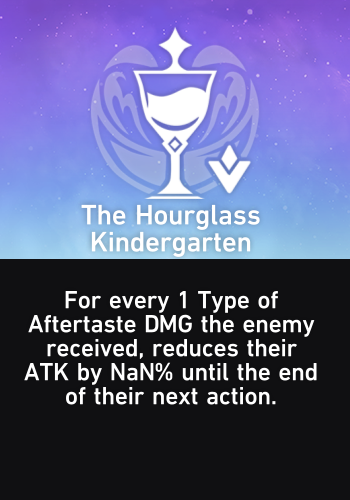 The Hourglass
Kindergarten
For every 1 Type of
Aftertaste DMG the enemy
received, reduces their
ATK by NaN% until the end
of their next action.